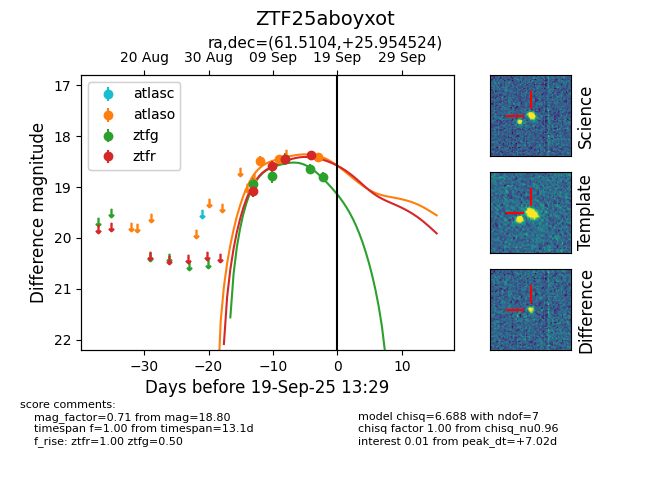 ZTF25aboyxot
ra,dec=(61.5104,+25.954524)
20 Aug 30 Aug 09 Sep 19 Sep 29 Sep
17
18
19
20
21
22
Difference magnitude
atlasc
atlaso
ztfg
ztfr
−30 −20 −10 0 10
Days before 19-Sep-25 13:29
Science
Template
Difference
score comments:
mag_factor=0.71 from mag=18.80
timespan f=1.00 from timespan=13.1d
f_rise: ztfr=1.00 ztfg=0.50
model chisq=6.688 with ndof=7
chisq factor 1.00 from chisq_nu0.96
interest 0.01 from peak_dt=+7.02d